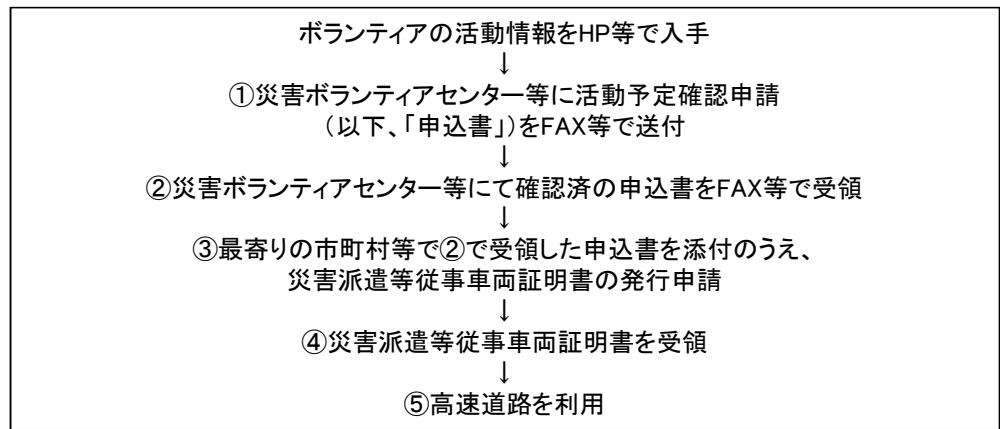 ボランティアの活動情報をHP等で入手
↓
①災害ボランティアセンター等に活動予定確認申請
（以下、「申込書」）をFAX等で送付
↓
②災害ボランティアセンター等にて確認済の申込書をFAX等で受領
↓
③最寄りの市町村等で②で受領した申込書を添付のうえ、
災害派遣等従事車両証明書の発行申請
↓
④災害派遣等従事車両証明書を受領
↓
⑤高速道路を利用